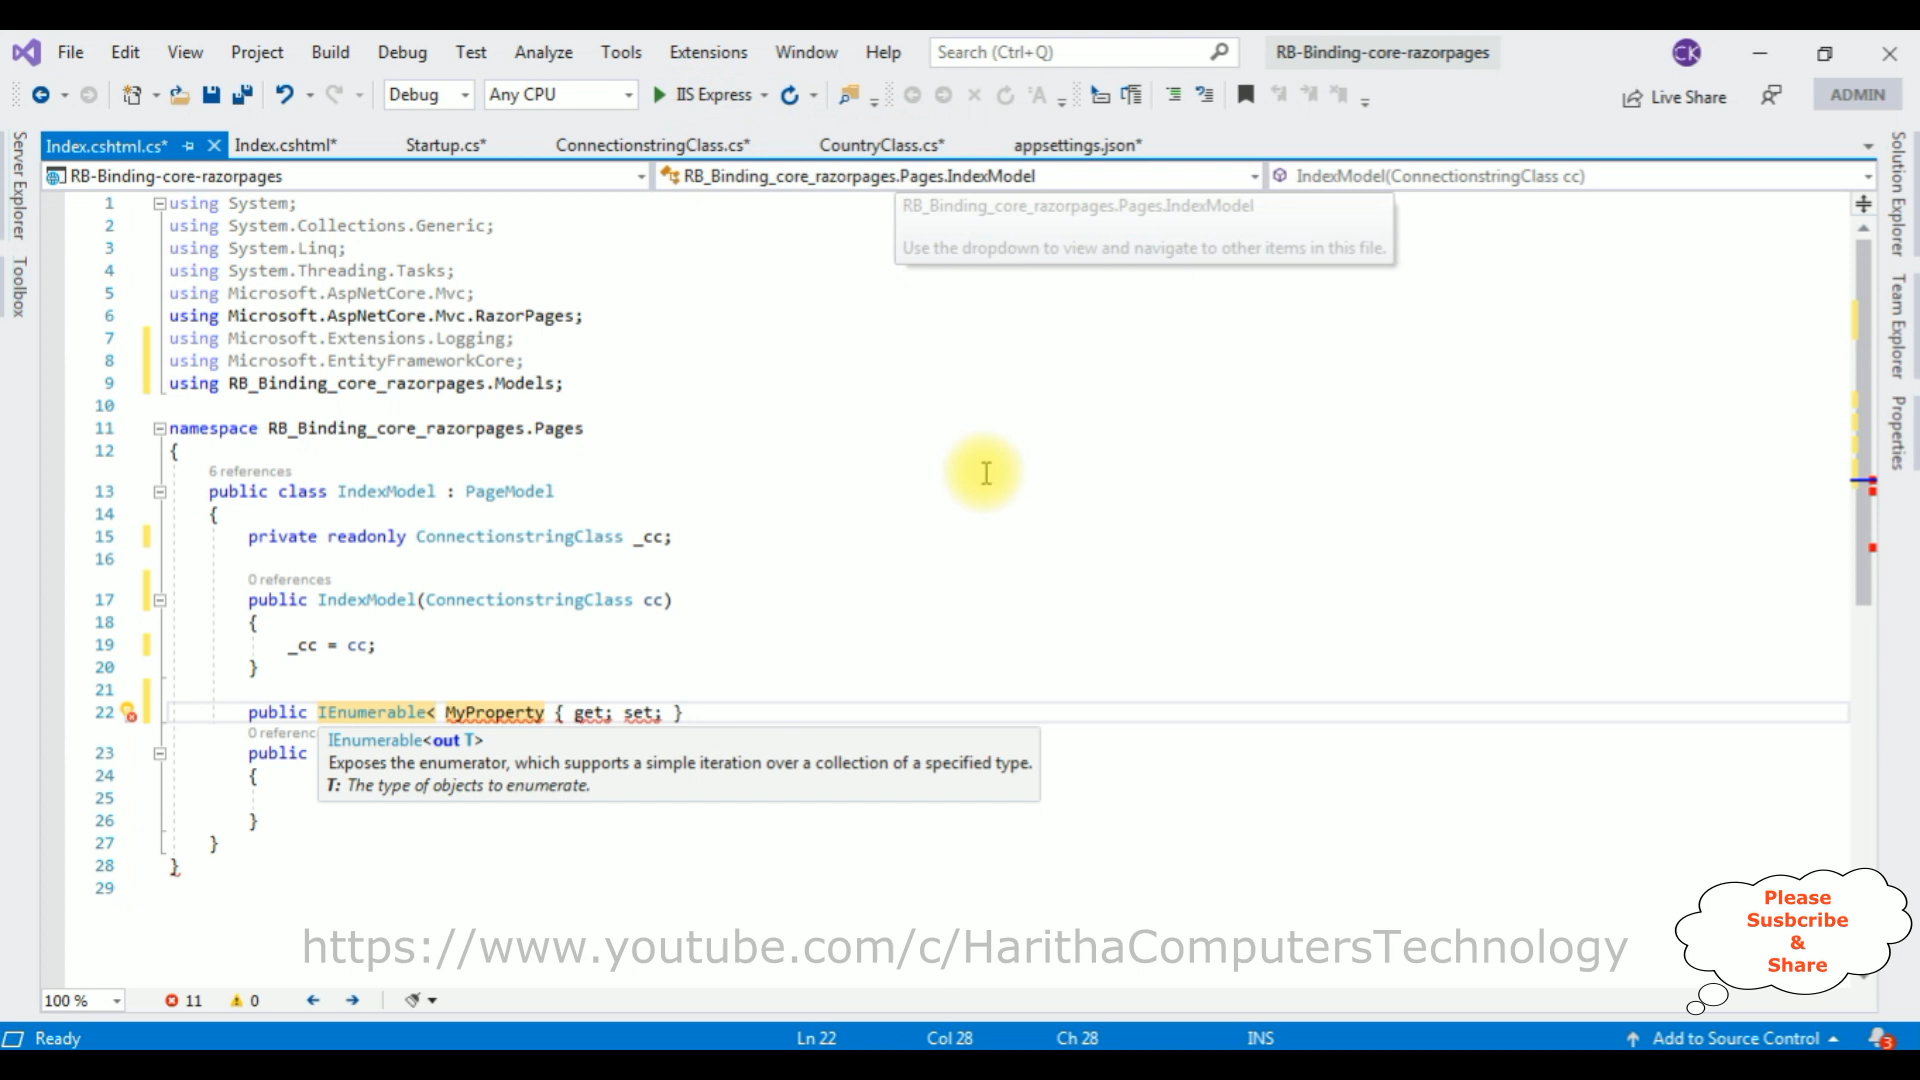 File Edit View Project Build Debug Test Analyze Tools Extensions Window Help Search (Ctrl+Q) RB-Binding-core-razorpages CK
Debug Any CPU IIS Express Live Share ADMIN
Index.cshtml.cs* Index.cshtml* Startup.cs* ConnectionstringClass.cs* CountryClass.cs* appsettings.json*
RB-Binding-core-razorpages RB_Binding_core_razorpages.Pages.IndexModel IndexModel(ConnectionstringClass cc)
Server Explorer
Toolbox
Solution Explorer
Team Explorer
Properties
RB_Binding_core_razorpages.Pages.IndexModel
Use the dropdown to view and navigate to other items in this file.
1 using System;
2 using System.Collections.Generic;
3 using System.Linq;
4 using System.Threading.Tasks;
5 using Microsoft.AspNetCore.Mvc;
6 using Microsoft.AspNetCore.Mvc.RazorPages;
7 using Microsoft.Extensions.Logging;
8 using Microsoft.EntityFrameworkCore;
9 using RB_Binding_core_razorpages.Models;
10
11 namespace RB_Binding_core_razorpages.Pages
12 {
6 references
13 public class IndexModel : PageModel
14 {
15 private readonly ConnectionstringClass _cc;
16
0 references
17 public IndexModel(ConnectionstringClass cc)
18 {
19 _cc = cc;
20 }
21
22 public IEnumerable< MyProperty { get; set; }
0 referenc
23 public
24 {
25
26 }
27 }
28 }
29
IEnumerable<out T>
Exposes the enumerator, which supports a simple iteration over a collection of a specified type.
T: The type of objects to enumerate.
https://www.youtube.com/c/HarithaComputersTechnology
Please
Susbcribe
&
Share
100 % 11 0
Ready Ln 22 Col 28 Ch 28 INS Add to Source Control 3